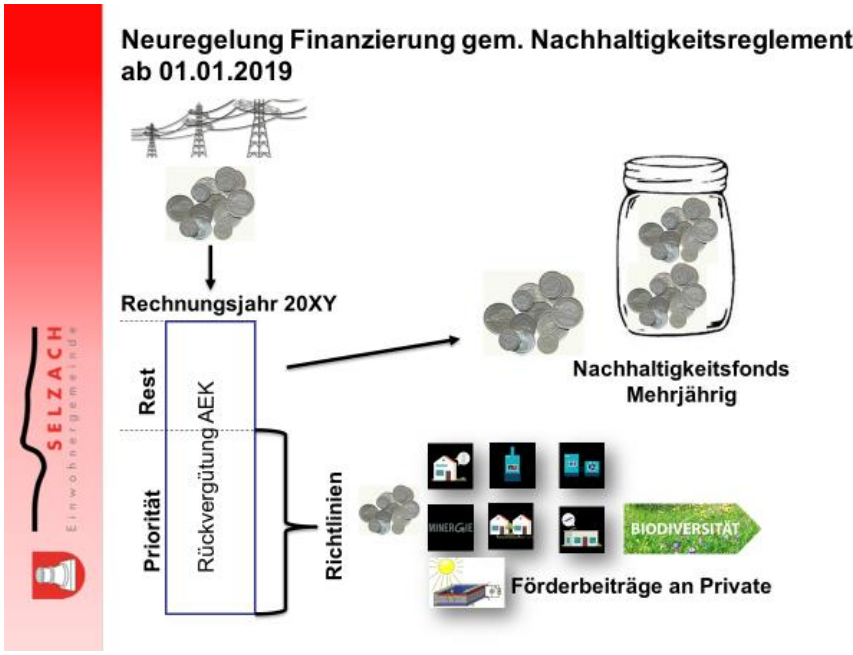 Neuregelung Finanzierung gem. Nachhaltigkeitsreglement
ab 01.01.2019
Rechnungsjahr 20XY
Rest
Priorität
Rückvergütung AEK
Richtlinien
Nachhaltigkeitsfonds
Mehrjährig
MINERGIE
BIODIVERSITÄT
Förderbeiträge an Private
SELZACH
Einwohnergemeinde